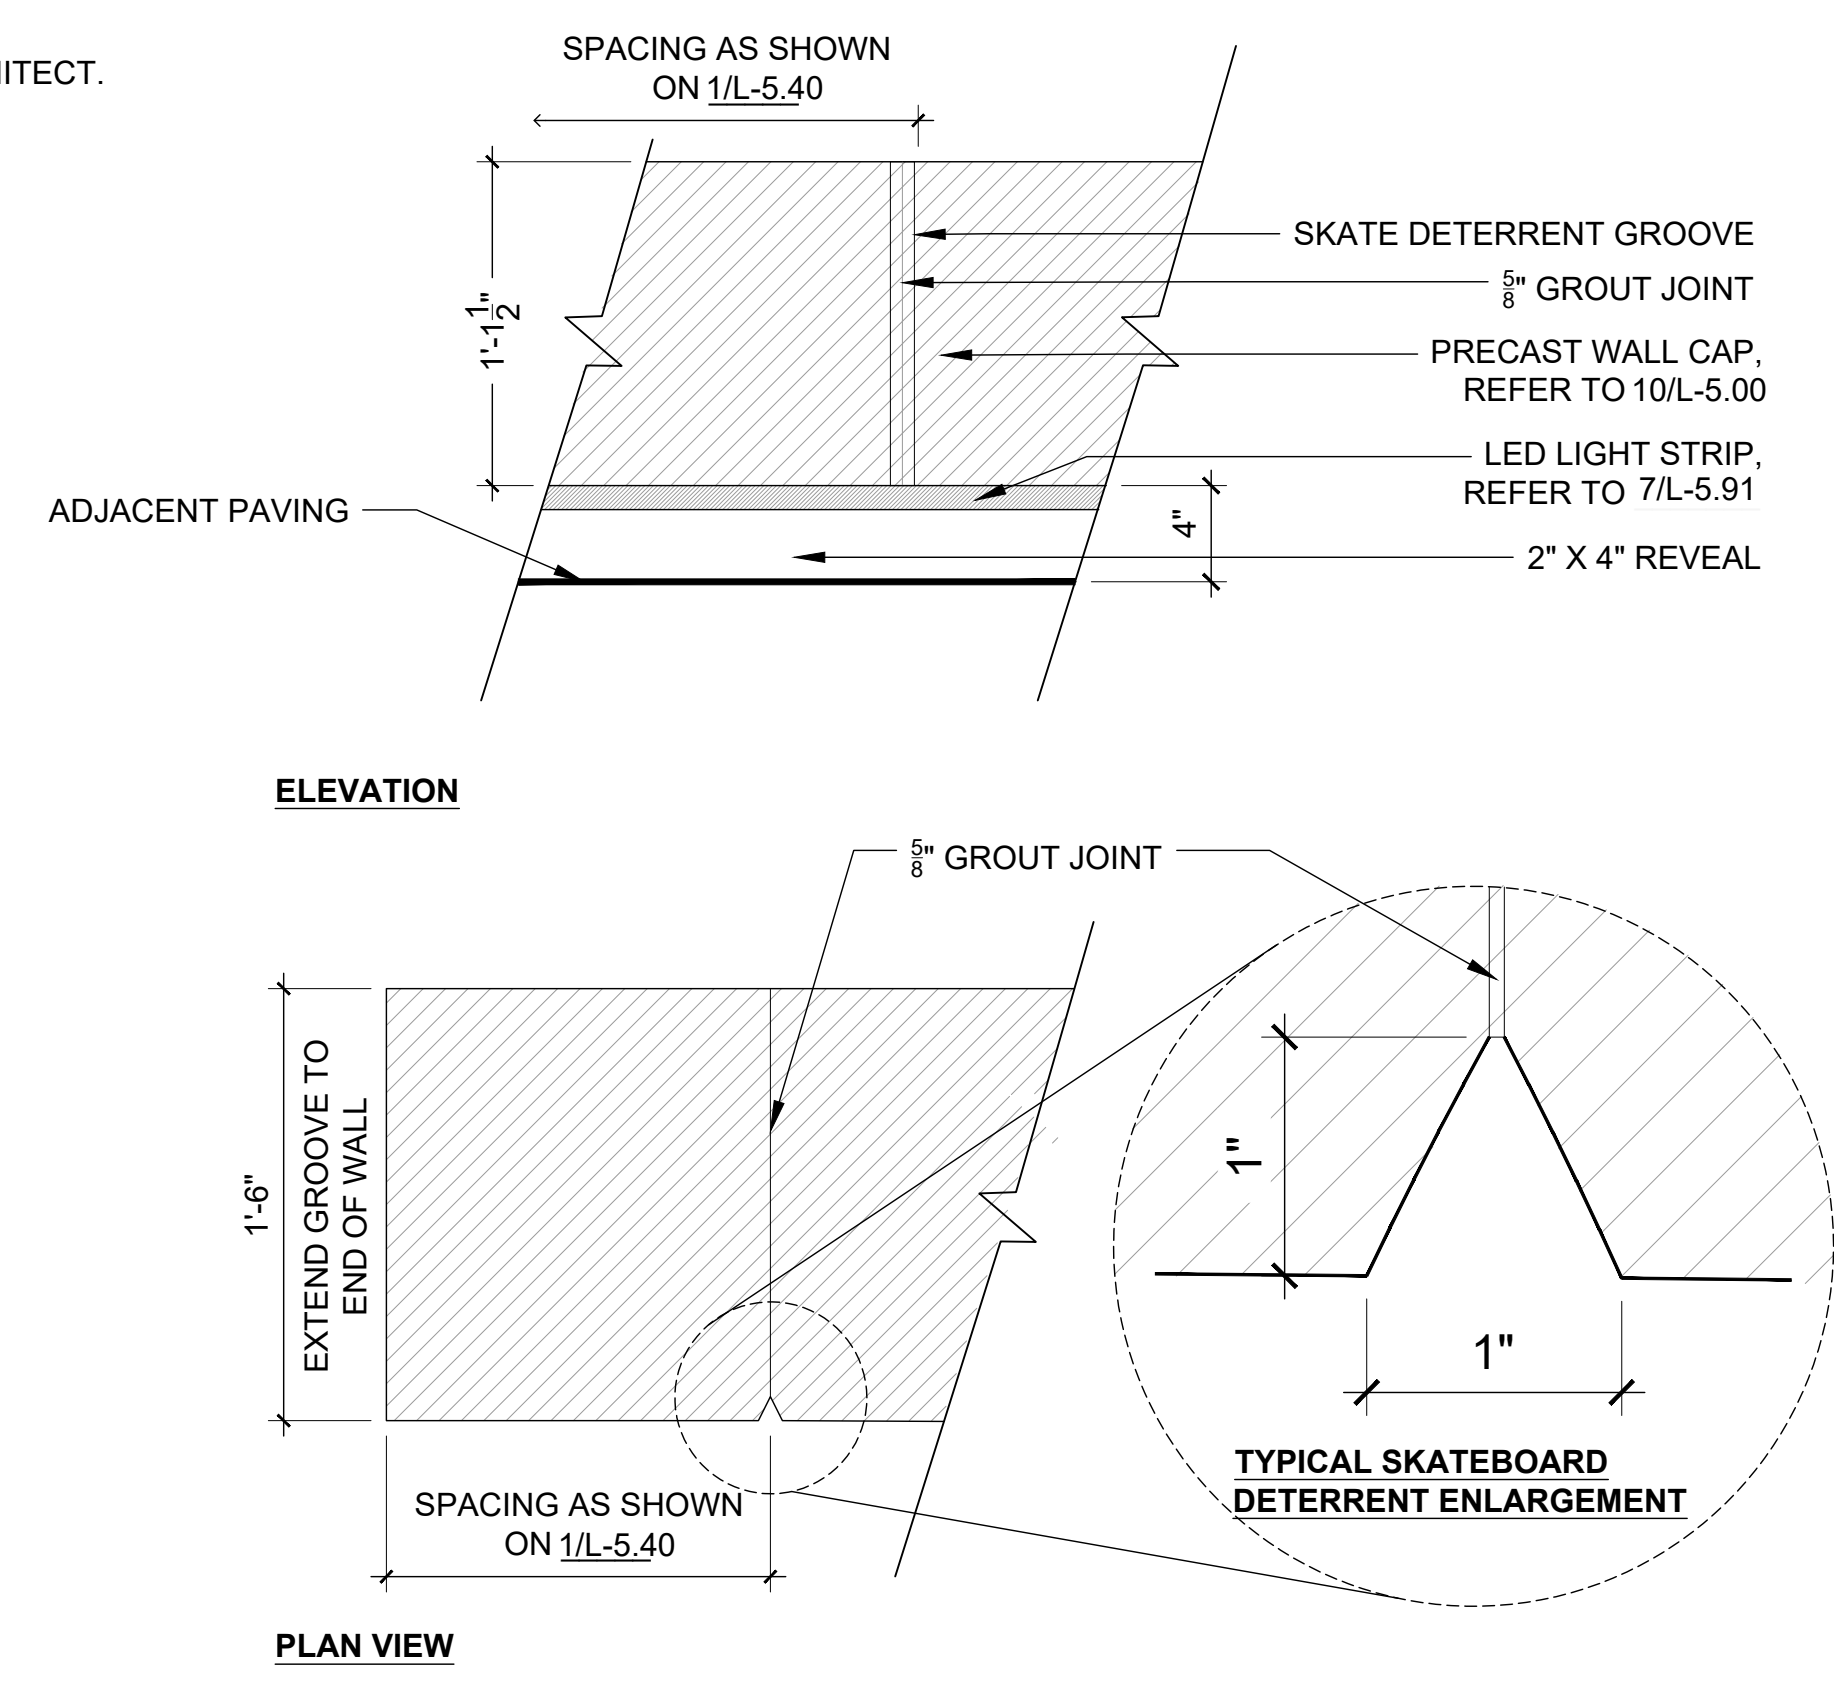 HITECT.
SPACING AS SHOWN
ON 1/L-5.40
1'-1 1/2"
SKATE DETERRENT GROOVE
5/8" GROUT JOINT
PRECAST WALL CAP,
REFER TO 10/L-5.00
LED LIGHT STRIP,
REFER TO 7/L-5.91
ADJACENT PAVING
4"
2" X 4" REVEAL
ELEVATION
5/8" GROUT JOINT
1'-6"
EXTEND GROOVE TO
END OF WALL
1"
1"
TYPICAL SKATEBOARD
DETERRENT ENLARGEMENT
SPACING AS SHOWN
ON 1/L-5.40
PLAN VIEW